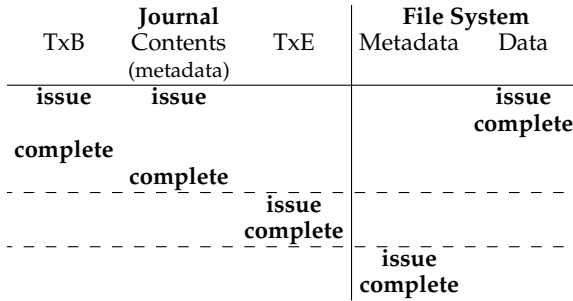 Journal File System
TxB Contents TxE Metadata Data
(metadata)
issue issue issue
complete
complete
complete
issue
complete
issue
complete